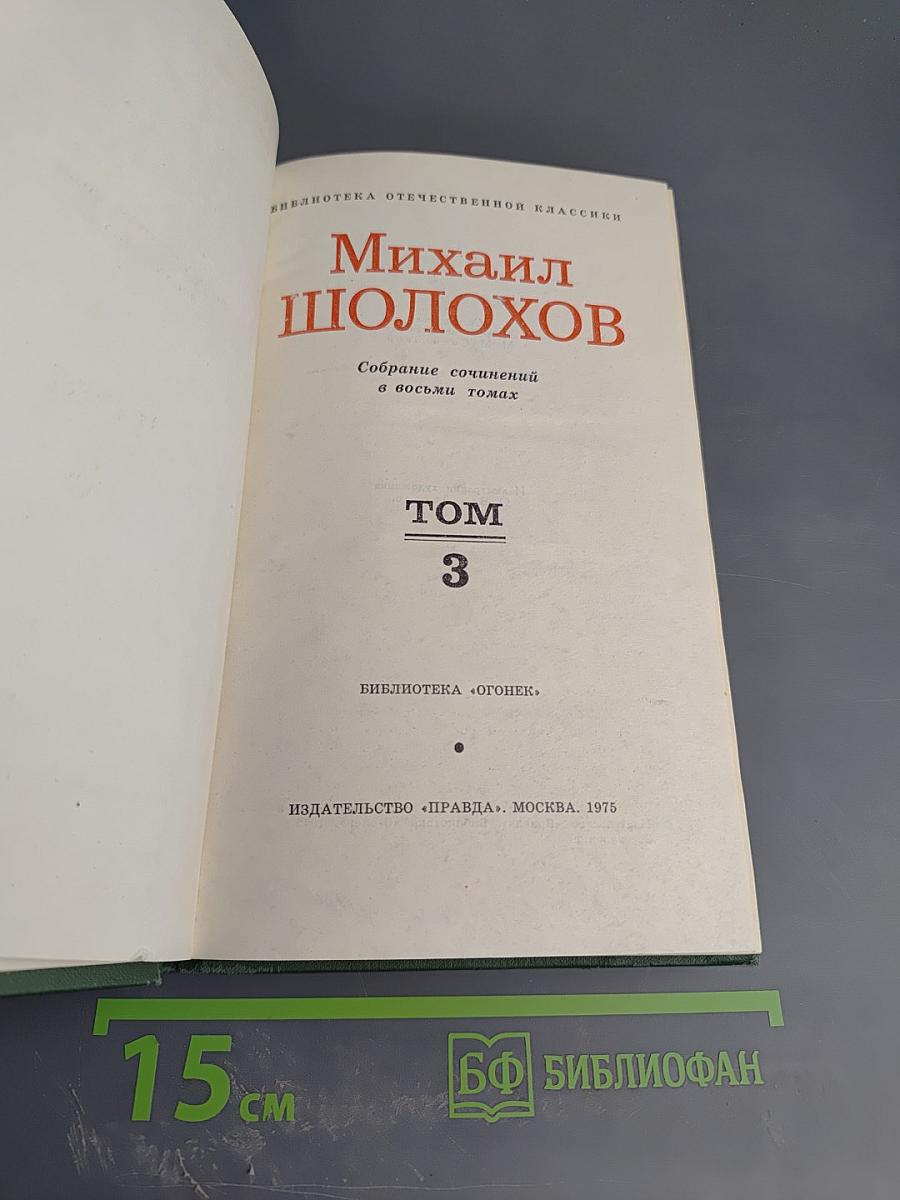 БИБЛИОТЕКА ОТЕЧЕСТВЕННОЙ КЛАССИКИ
Михаил
ШОЛОХОВ
Собрание сочинений
в восьми томах
ТОМ
3
БИБЛИОТЕКА «ОГОНЕК»
•
ИЗДАТЕЛЬСТВО «ПРАВДА». МОСКВА. 1975
15 см
БФ БИБЛИОФАН